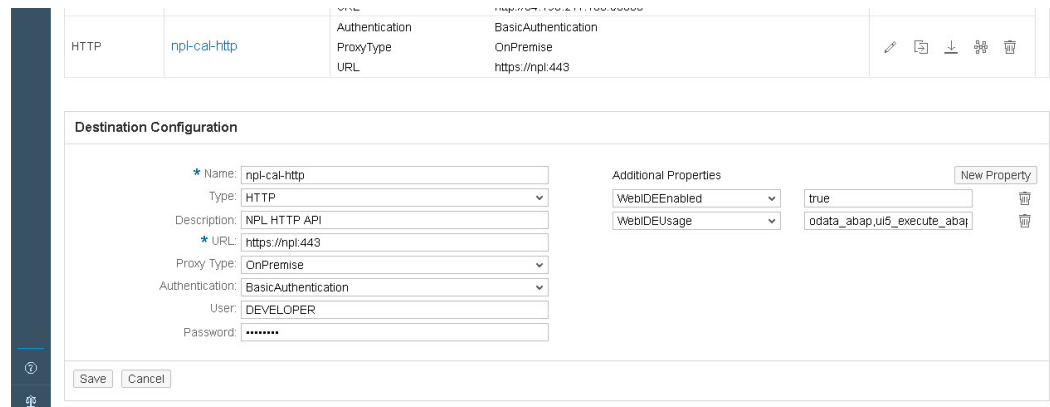 Authentication BasicAuthentication
HTTP npl-cal-http ProxyType OnPremise
URL https://npl:443
Destination Configuration
* Name: npl-cal-http Additional Properties New Property
Type: HTTP WebIDEEnabled true
Description: NPL HTTP API WebIDEUsage odata_abap,ui5_execute_abap
* URL: https://npl:443
Proxy Type: OnPremise
Authentication: BasicAuthentication
User: DEVELOPER
Password: ••••••••
Save Cancel